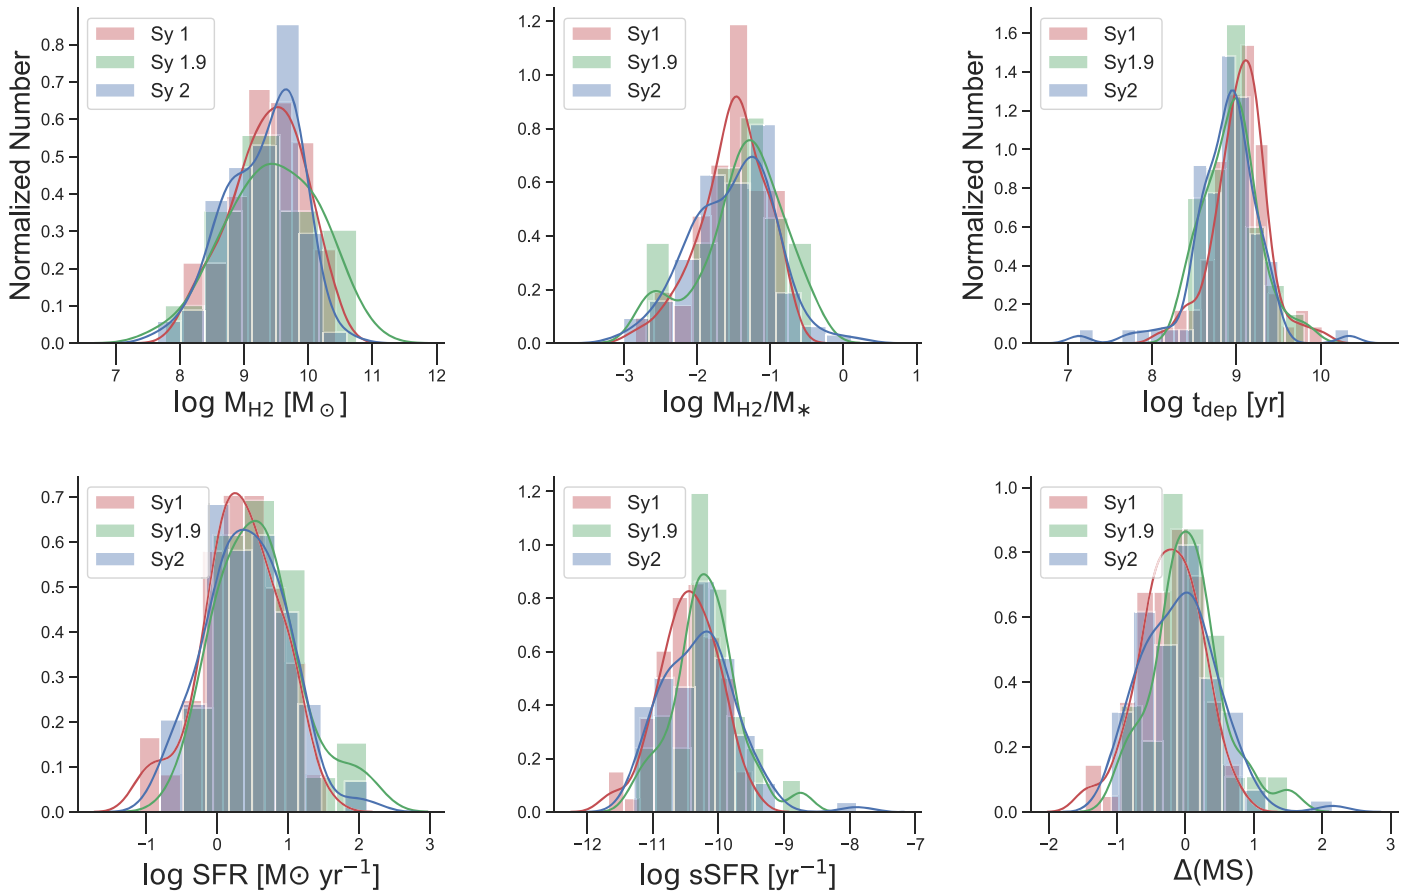 Normalized Number
0.0
0.1
0.2
0.3
0.4
0.5
0.6
0.7
0.8
Sy 1
Sy 1.9
Sy 2
7 8 9 10 11 12
log M_H2 [M_⊙]
0.0
0.2
0.4
0.6
0.8
1.0
1.2
Sy1
Sy1.9
Sy2
−3 −2 −1 0 1
log M_H2/M_∗
Normalized Number
0.0
0.2
0.4
0.6
0.8
1.0
1.2
1.4
1.6
Sy1
Sy1.9
Sy2
7 8 9 10
log t_dep [yr]
0.0
0.1
0.2
0.3
0.4
0.5
0.6
0.7
Sy1
Sy1.9
Sy2
−1 0 1 2 3
log SFR [M⊙ yr⁻¹]
0.0
0.2
0.4
0.6
0.8
1.0
1.2
Sy1
Sy1.9
Sy2
−12 −11 −10 −9 −8 −7
log sSFR [yr⁻¹]
0.0
0.2
0.4
0.6
0.8
1.0
Sy1
Sy1.9
Sy2
−2 −1 0 1 2 3
Δ(MS)